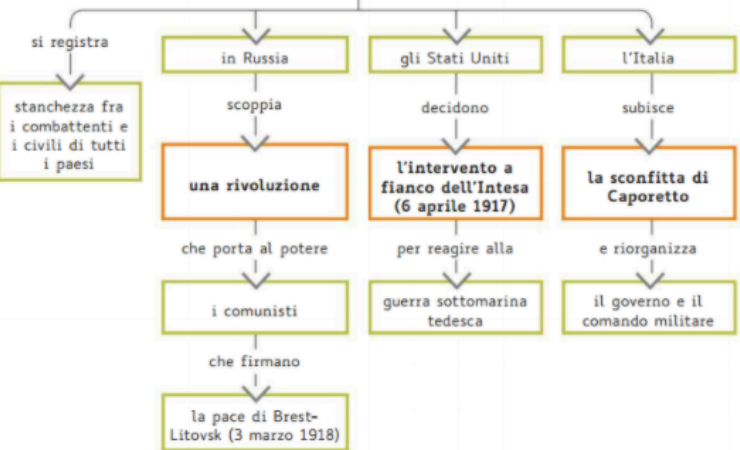 si registra
stanchezza fra
i combattenti e
i civili di tutti
i paesi
in Russia
scoppia
una rivoluzione
che porta al potere
i comunisti
che firmano
la pace di Brest-
Litovsk (3 marzo 1918)
gli Stati Uniti
decidono
l'intervento a
fianco dell'Intesa
(6 aprile 1917)
per reagire alla
guerra sottomarina
tedesca
l'Italia
subisce
la sconfitta di
Caporetto
e riorganizza
il governo e il
comando militare